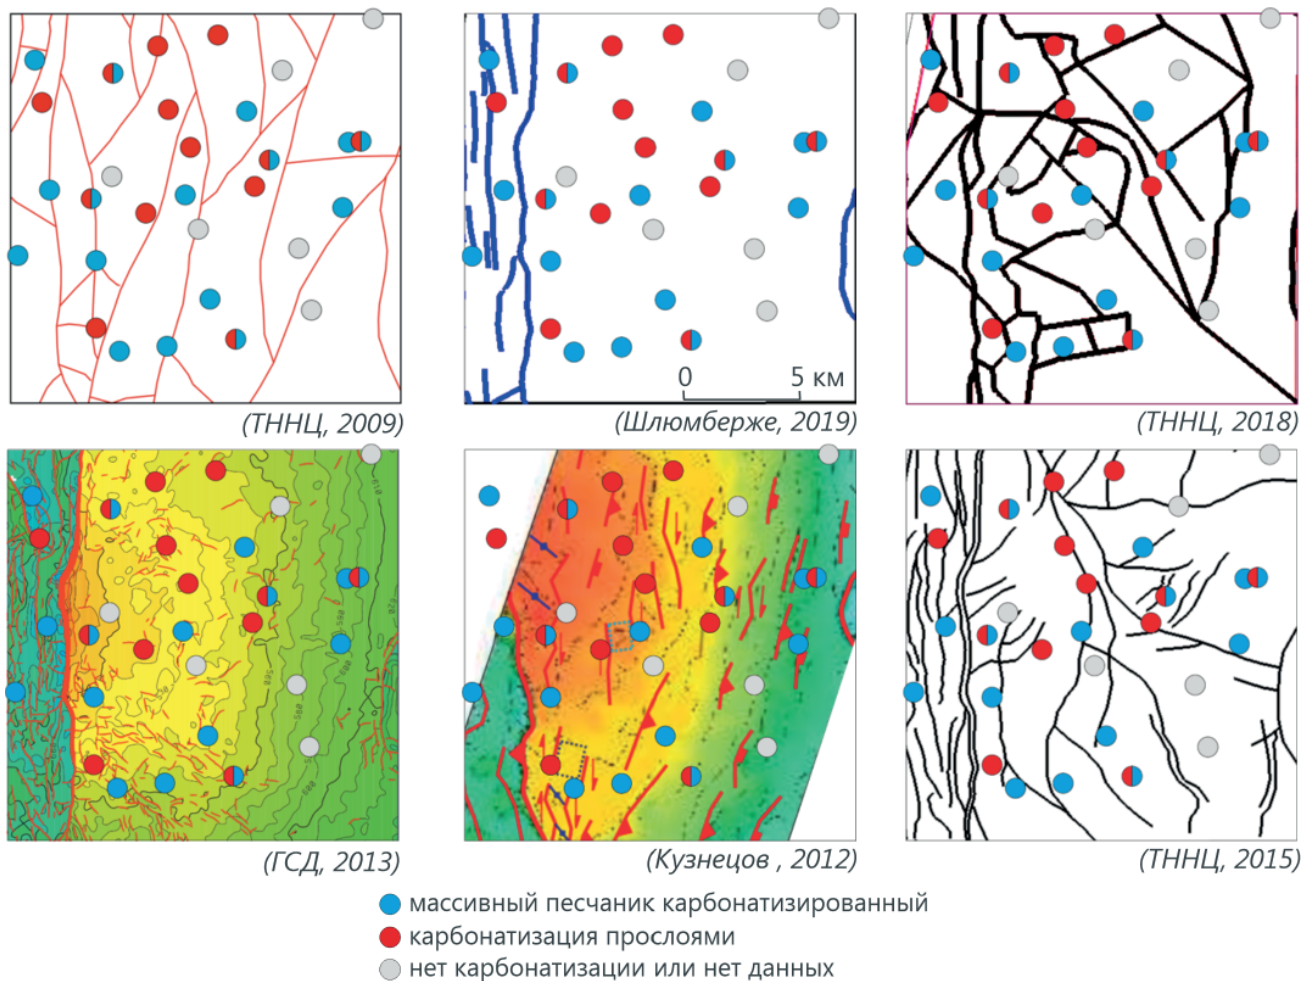 0 5 км
(ТННЦ, 2009)
(Шлюмберже, 2019)
(ТННЦ, 2018)
(ГСД, 2013)
(Кузнецов , 2012)
(ТННЦ, 2015)
массивный песчаник карбонатизированный
карбонатизация прослоями
нет карбонатизации или нет данных